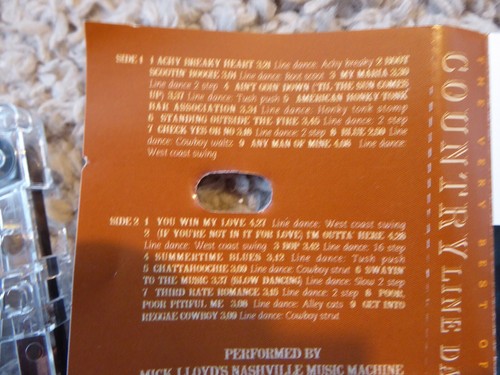 SIDE 1 1 ACHY BREAKY HEART 3.21 Line dance: Achy Breaky 2 BOOT
SCOOTIN BOOGIE 3.08 Line dance: Boot scoot 3 MY MARIA 3.30
Line dance 2 step 4 AINT GOIN DOWN ('TIL THE SUN COMES
UP) 3.37 Line dance: Tush Push 5 AMERICAN HONKY TONK
BAR ASSOCIATION 3.34 Line dance: Honky tonk stomp
6 STANDING OUTSIDE THE FIRE 3.45 Line dance: 2 step
7 CHECK YES OR NO 3.16 Line dance: 2 step 8 BLUE 2.50 Line
dance: Cowboy waltz 9 ANY MAN OF MINE 4.06 Line dance:
West coast swing
SIDE 2 1 YOU WIN MY LOVE 4.27 Line dance: West coast swing
2 (IF YOU'RE NOT IN IT FOR LOVE) I'M OUTTA HERE 4.26
Line dance: West coast swing 3 BOP 3.42 Line dance: 16 step
4 SUMMERTIME BLUES 3.12 Line dance: Tush push
5 CHATTAHOOCHIE 3.00 Line dance: Cowboy strut 6 SWAYIN'
TO THE MUSIC 3.37 (SLOW DANCING) Line dance: Slow 2 step
7 THIRD RATE ROMANCE 3.15 Line dance: 2 step 8 POOR,
POOR PITIFUL ME 3.08 Line dance: Alley cats 9 GET INTO
REGGAE COWBOY 3.09 Line dance: Cowboy strut
PERFORMED BY
MICK LLOYD'S NASHVILLE MUSIC MACHINE
COUNTRY LINE DA
THE VERY BEST OF